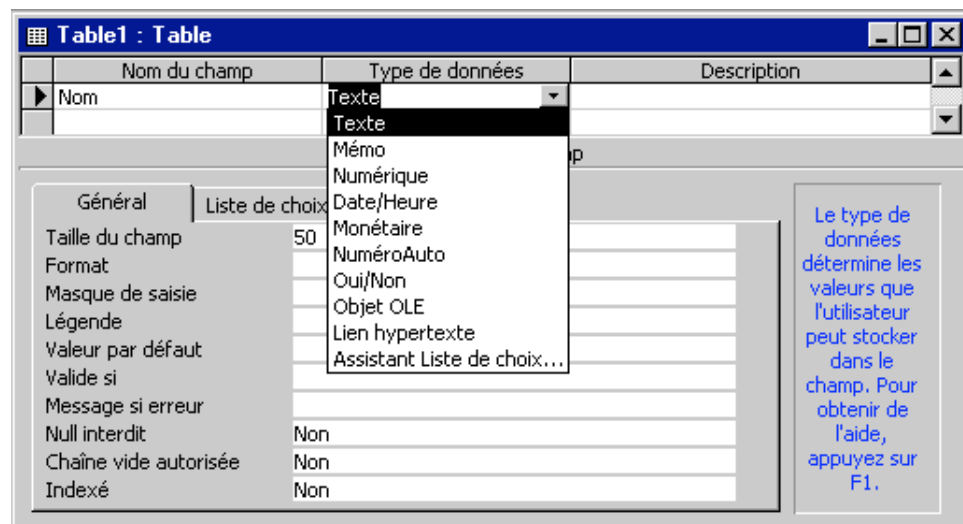 Table1 : Table
Nom du champ Type de données Description
Nom Texte
Texte
Mémo
Numérique
Date/Heure
Monétaire
NuméroAuto
Oui/Non
Objet OLE
Lien hypertexte
Assistant Liste de choix...
Général Liste de choix
Taille du champ 50
Format
Masque de saisie
Légende
Valeur par défaut
Valide si
Message si erreur
Null interdit Non
Chaîne vide autorisée Non
Indexé Non
Le type de
données
détermine les
valeurs que
l'utilisateur
peut stocker
dans le
champ. Pour
obtenir de
l'aide,
appuyez sur
F1.